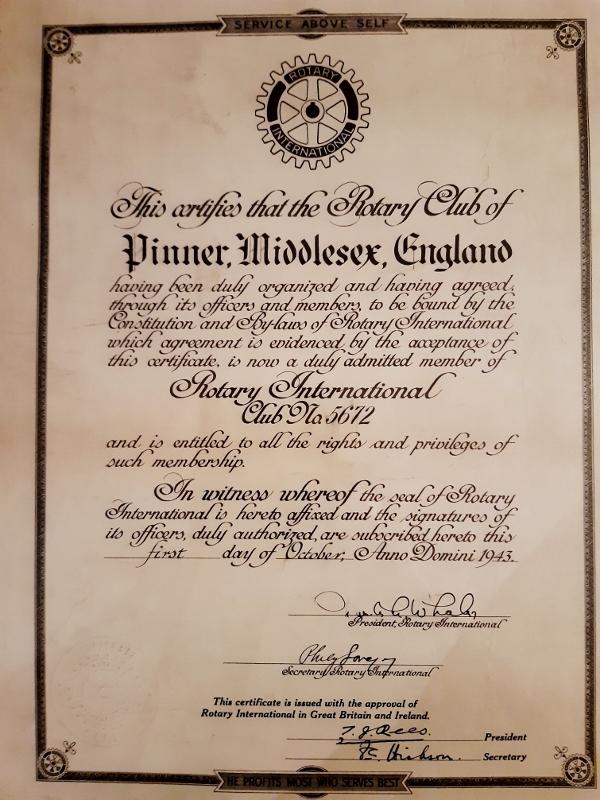 SERVICE ABOVE SELF
ROTARY
INTERNATIONAL
This certifies that the Rotary Club of
Pinner, Middlesex, England
having been duly organized and having agreed,
through its officers and members, to be bound by the
Constitution and By-laws of Rotary International
which agreement is evidenced by the acceptance of
this certificate, is now a duly admitted member of
Rotary International
Club No. 5672
and is entitled to all the rights and privileges of
such membership.
In witness whereof the seal of Rotary
International is hereto affixed and the signatures of
its officers, duly authorized, are subscribed hereto this
first day of October, Anno Domini 1943.
President, Rotary International
Secretary Rotary International
This certificate is issued with the approval of
Rotary International in Great Britain and Ireland.
T. J. Rees. President
Secretary
HE PROFITS MOST WHO SERVES BEST